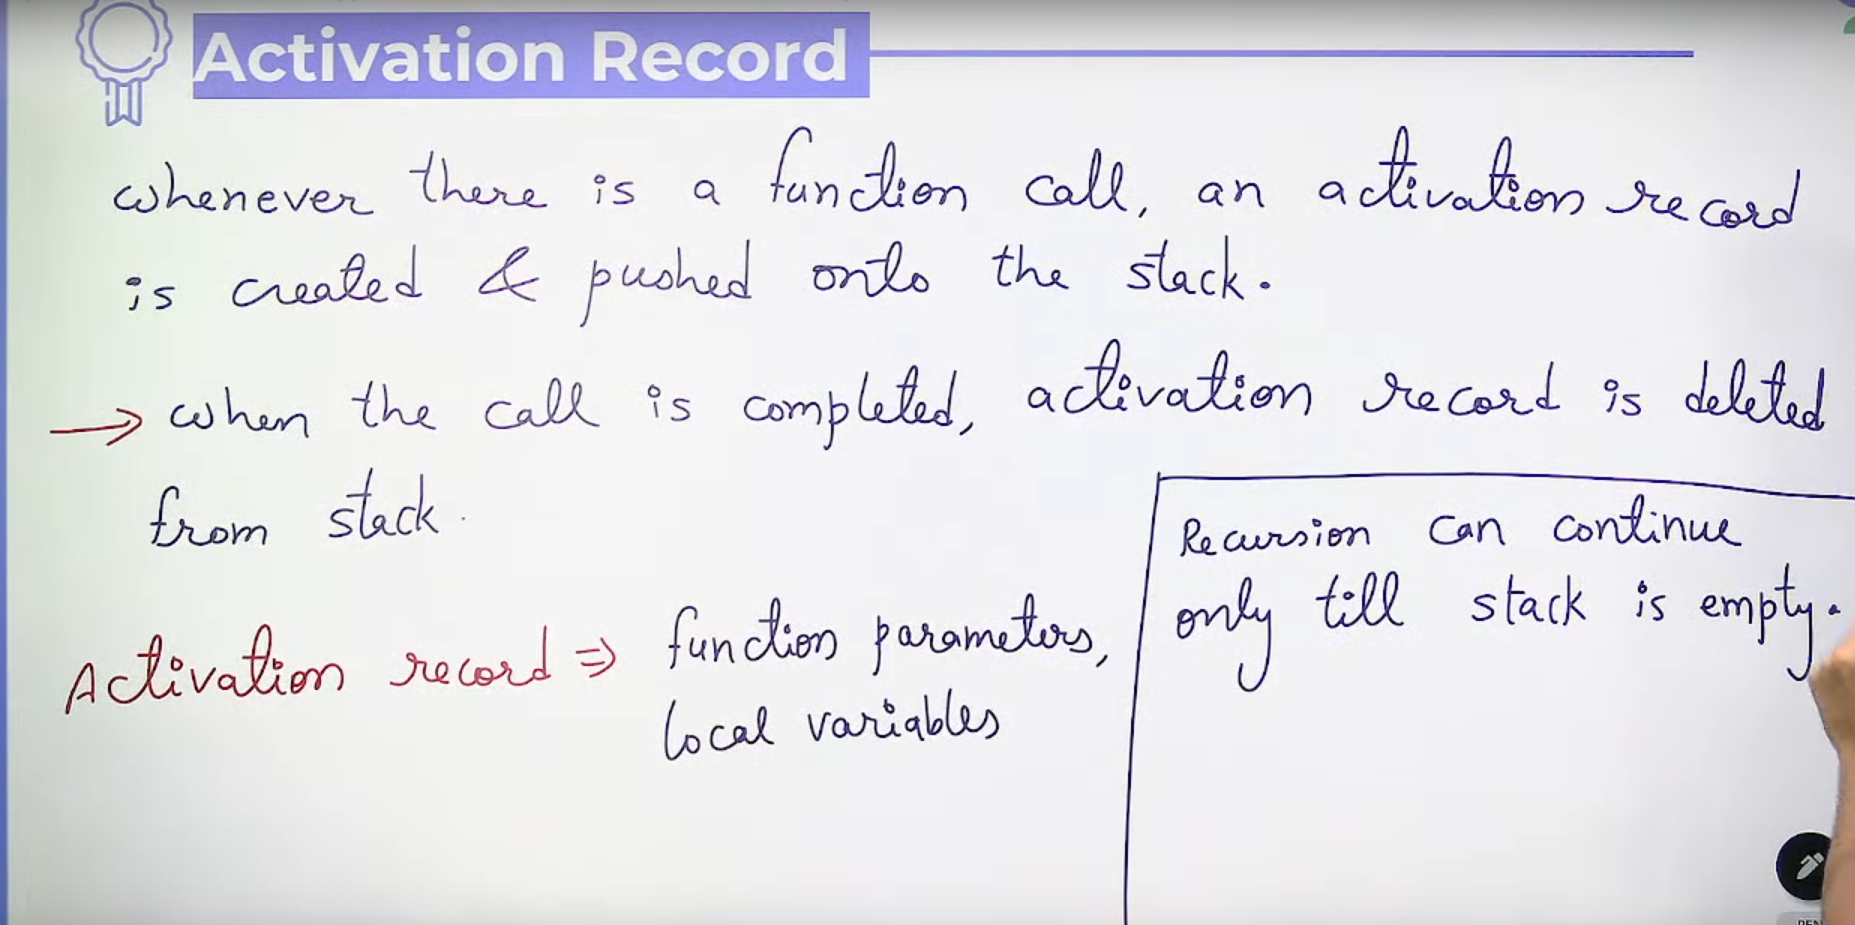 Activation Record
whenever there is a function call, an activation record
is created & pushed onto the stack.
→ when the call is completed, activation record is deleted
from stack.
Recursion can continue
only till stack is empty.
Activation record ⇒ function parameters,
local variables
PEN